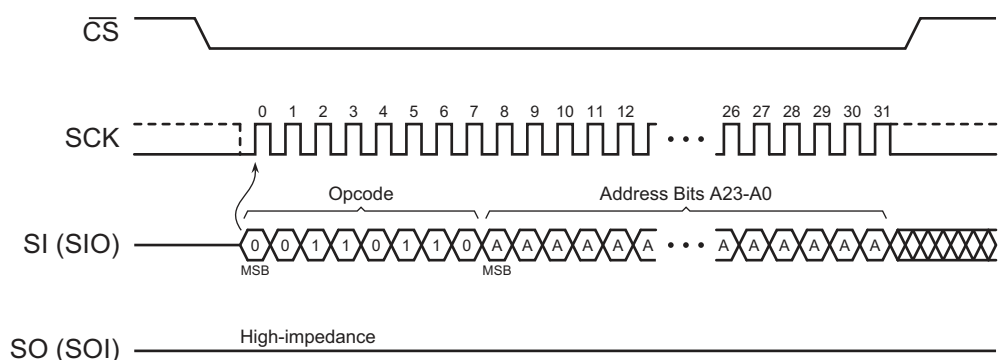 CS
SCK
0 1 2 3 4 5 6 7 8 9 10 11 12 26 27 28 29 30 31
Opcode Address Bits A23-A0
SI (SIO)
0 0 1 1 0 1 1 0 A A A A A A A A A A A A
MSB MSB
High-impedance
SO (SOI)